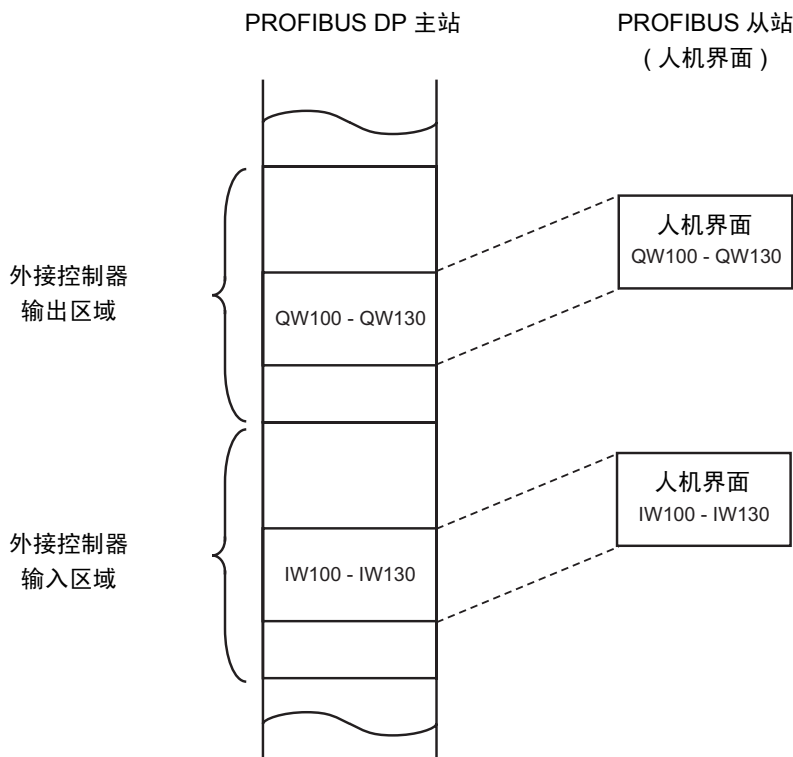 PROFIBUS DP 主站
PROFIBUS 从站
( 人机界面 )
人机界面
QW100 - QW130
外接控制器
输出区域
QW100 - QW130
人机界面
IW100 - IW130
外接控制器
输入区域
IW100 - IW130